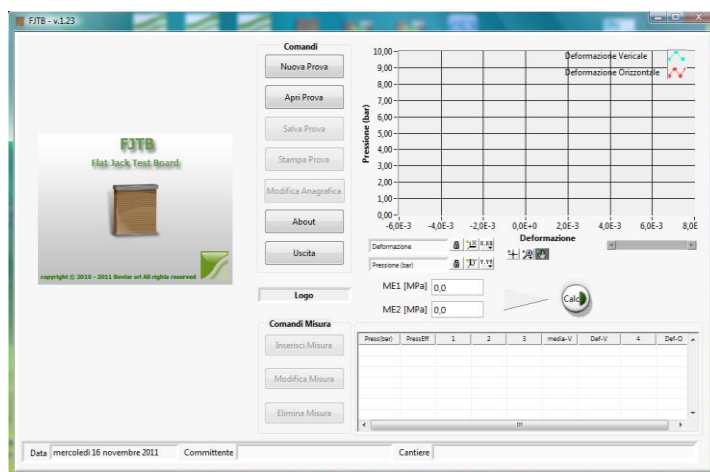 FJTB - v.1.23
FJTB
Flat Jack Test Board
copyright © 2010 - 2011 Boviar srl All rights reserved
Comandi
Nuova Prova
Apri Prova
Salva Prova
Stampa Prova
Modifica Anagrafica
About
Uscita
Logo
Comandi Misura
Inserisci Misura
Modifica Misura
Elimina Misura
Deformazione Vericale
Deformazione Orizzontale
Pressione (bar)
10,00
9,00
8,00
7,00
6,00
5,00
4,00
3,00
2,00
1,00
0,00
-6,0E-3 -4,0E-3 -2,0E-3 0,0E+0 2,0E-3 4,0E-3 6,0E-3 8,0E
Deformazione
Deformazione
Pressione (bar)
ME1 [MPa] 0,0
ME2 [MPa] 0,0
Calc
Press(bar) PressEff 1 2 3 media-V Def-V 4 Def-O
Data mercoledì 16 novembre 2011 Committente Cantiere